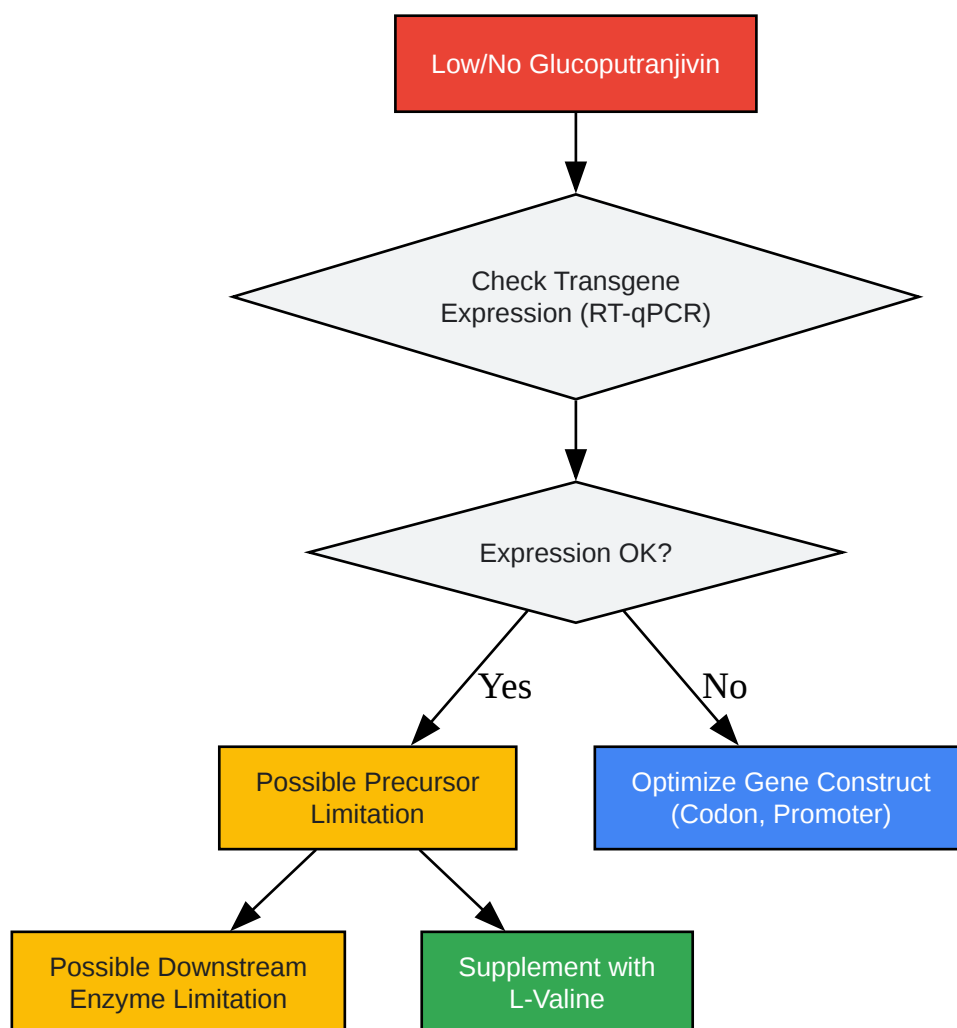 Low/No Glucoputranjivin
Check Transgene
Expression (RT-qPCR)
Expression OK?
Yes
No
Possible Precursor
Limitation
Optimize Gene Construct
(Codon, Promoter)
Possible Downstream
Enzyme Limitation
Supplement with
L-Valine